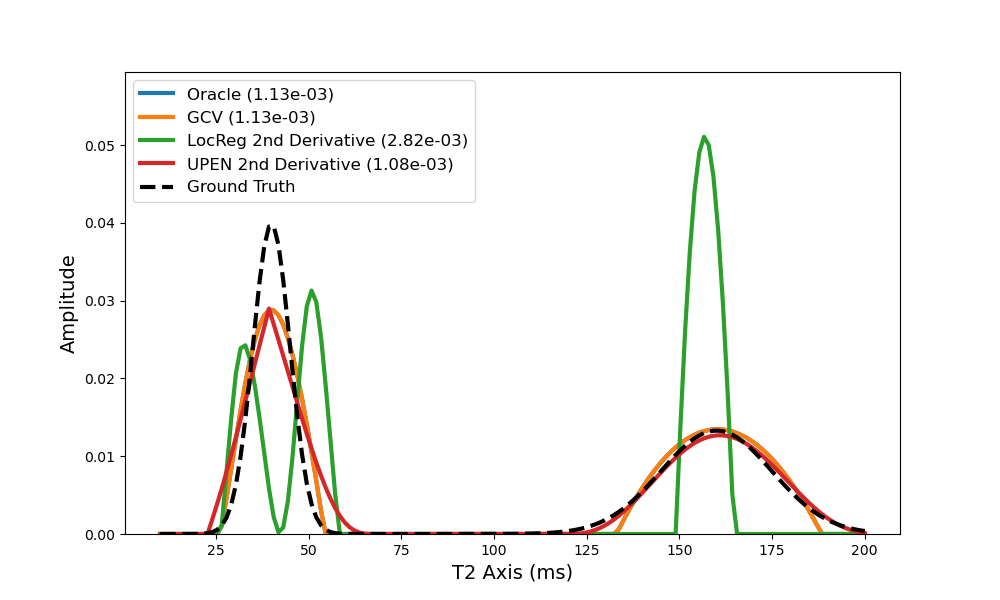 Oracle (1.13e-03)
GCV (1.13e-03)
LocReg 2nd Derivative (2.82e-03)
UPEN 2nd Derivative (1.08e-03)
Ground Truth
Amplitude
0.05
0.04
0.03
0.02
0.01
0.00
25 50 75 100 125 150 175 200
T2 Axis (ms)